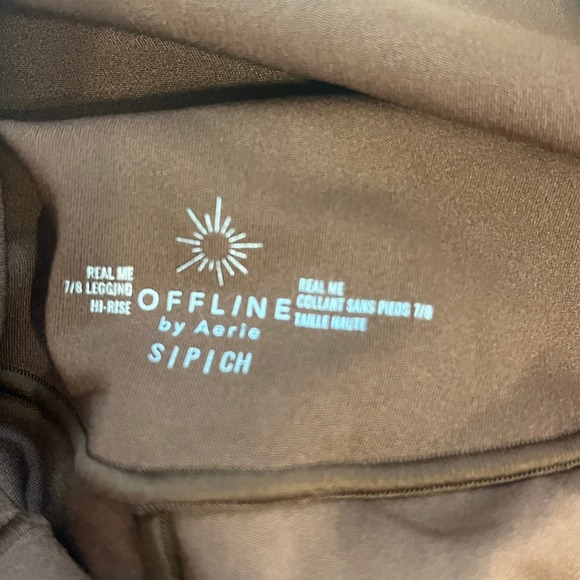 REAL ME
7/8 LEGGING
HI-RISE
OFFLINE
by Aerie
S|P|CH
REAL ME
COLLANT SANS PIEDS 7/8
TAILLE HAUTE